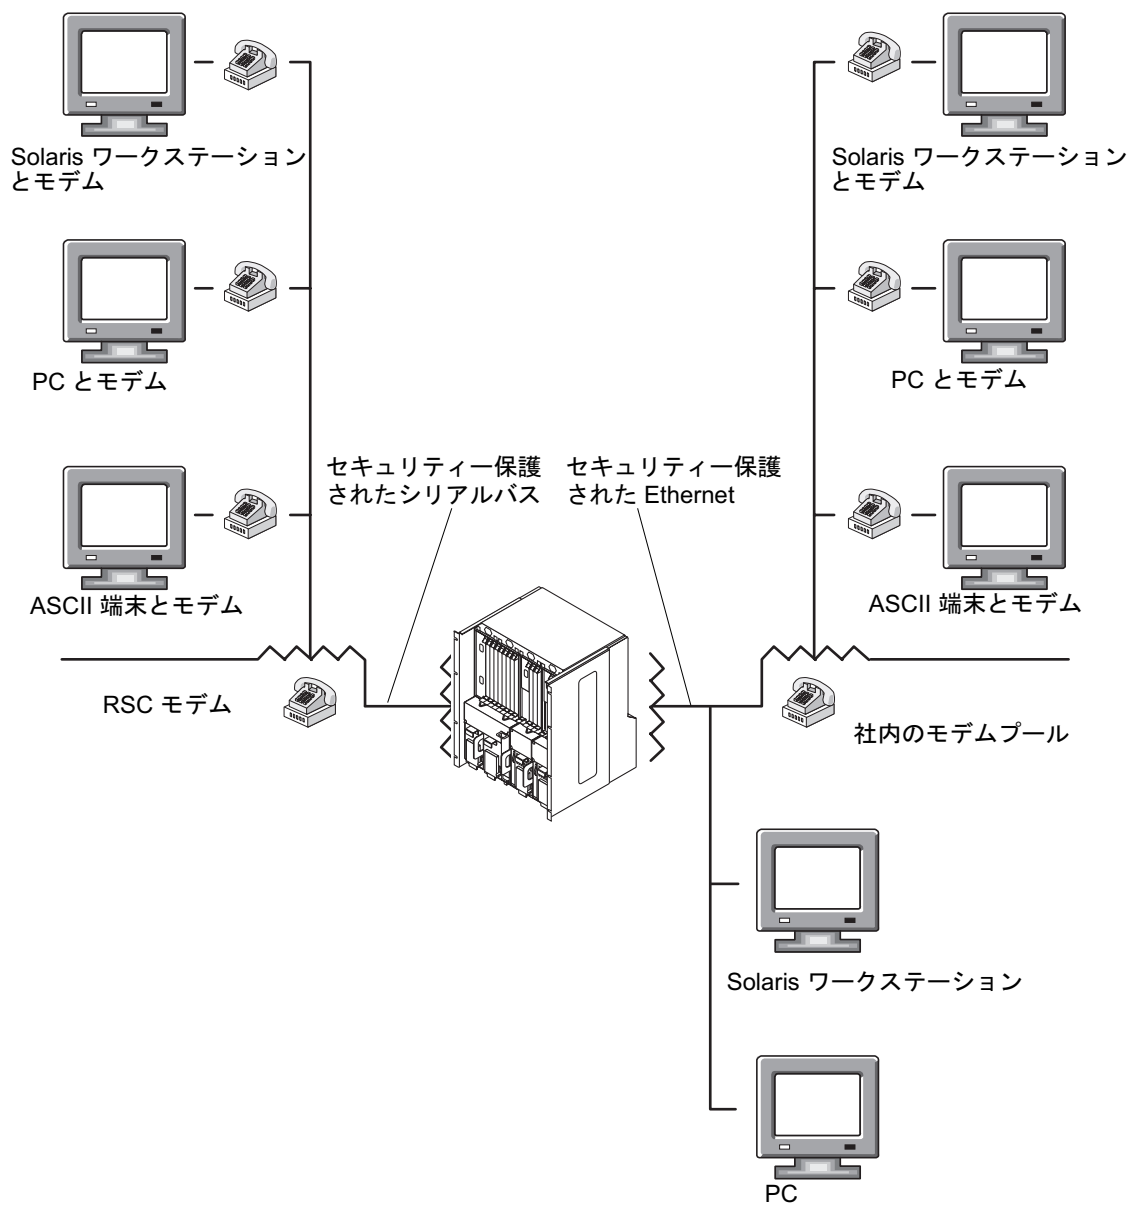 Solaris ワークステーション
とモデム
Solaris ワークステーション
とモデム
PC とモデム
PC とモデム
セキュリティー保護
されたシリアルバス
セキュリティー保護
された Ethernet
ASCII 端末とモデム
ASCII 端末とモデム
RSC モデム
社内のモデムプール
Solaris ワークステーション
PC